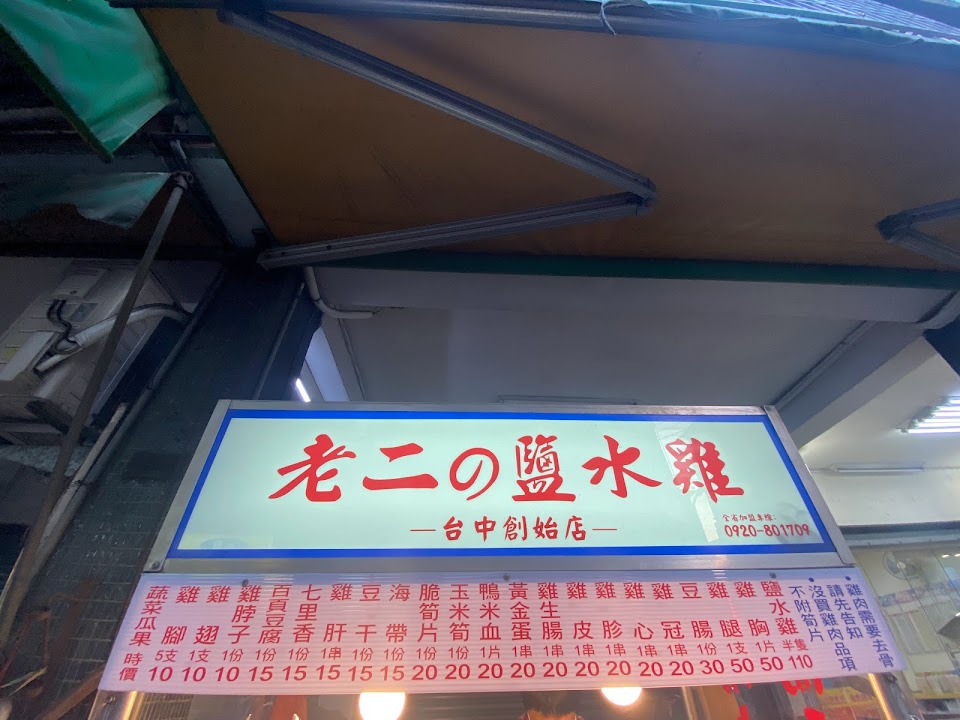 老二の鹽水雞
—台中創始店—
全省加盟專線:
0920-801709
・雞肉需要去骨
請先告知
・沒買雞肉品項
不附筍片
鹽水雞 半隻 110
雞胸 1片 50
雞腿 1支 50
豆腸 1份 30
雞冠 1份 20
雞心 1串 20
雞胗 1串 20
雞皮 1串 20
雞生腸 1串 20
黃金蛋 1串 20
鴨米血 1片 20
玉米筍 1份 20
脆筍片 1份 20
海帶 1份 15
豆干 1份 15
雞肝 1串 15
七里香 1份 15
百頁豆腐 1份 15
雞脖子 1份 10
雞翅 1支 10
雞腳 5支 10
蔬菜瓜果 時價